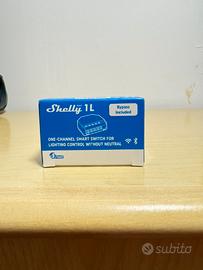 Shelly 1L
Bypass
Included
ONE-CHANNEL SMART SWITCH FOR
LIGHTING CONTROL WITHOUT NEUTRAL
subito